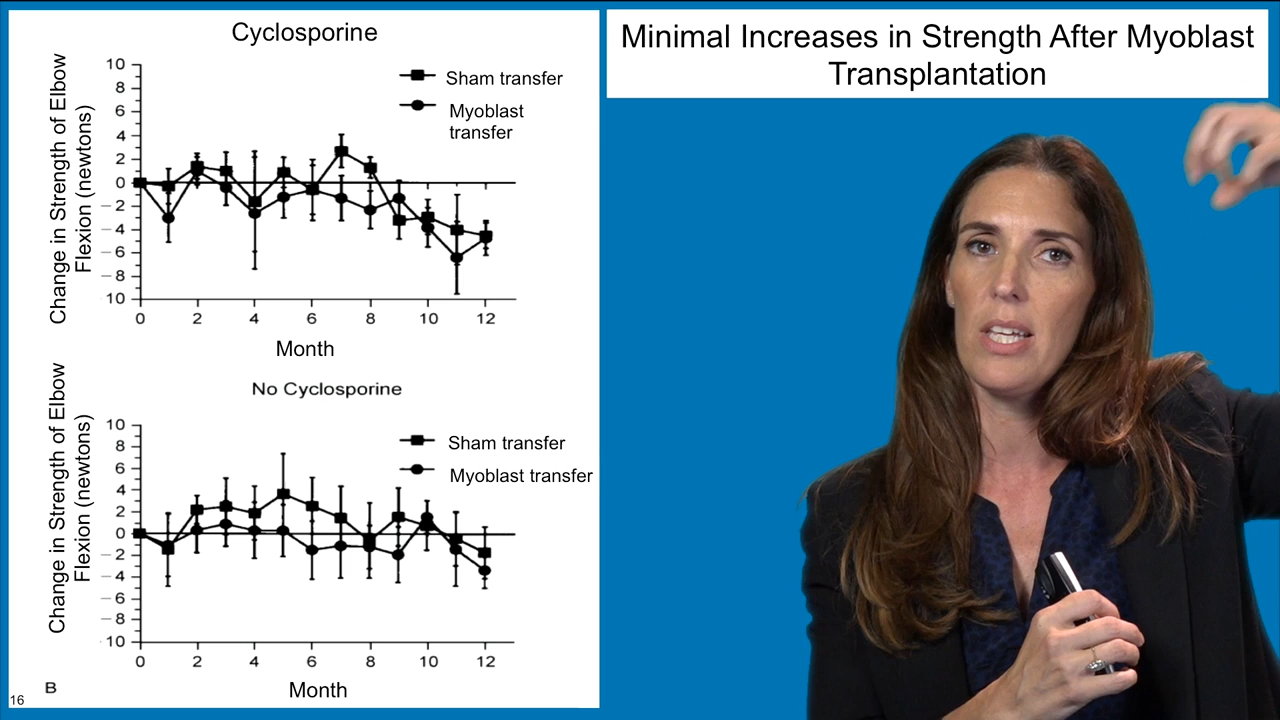 Cyclosporine
Change in Strength of Elbow
Flexion (newtons)
10
8
6
4
2
0
−2
−4
−6
−8
10
Sham transfer
Myoblast
transfer
0 2 4 6 8 10 12
Month
No Cyclosporine
Change in Strength of Elbow
Flexion (newtons)
10
8
6
4
2
0
−2
−4
−6
−8
10
Sham transfer
Myoblast transfer
0 2 4 6 8 10 12
Month
B
16
Minimal Increases in Strength After Myoblast
Transplantation